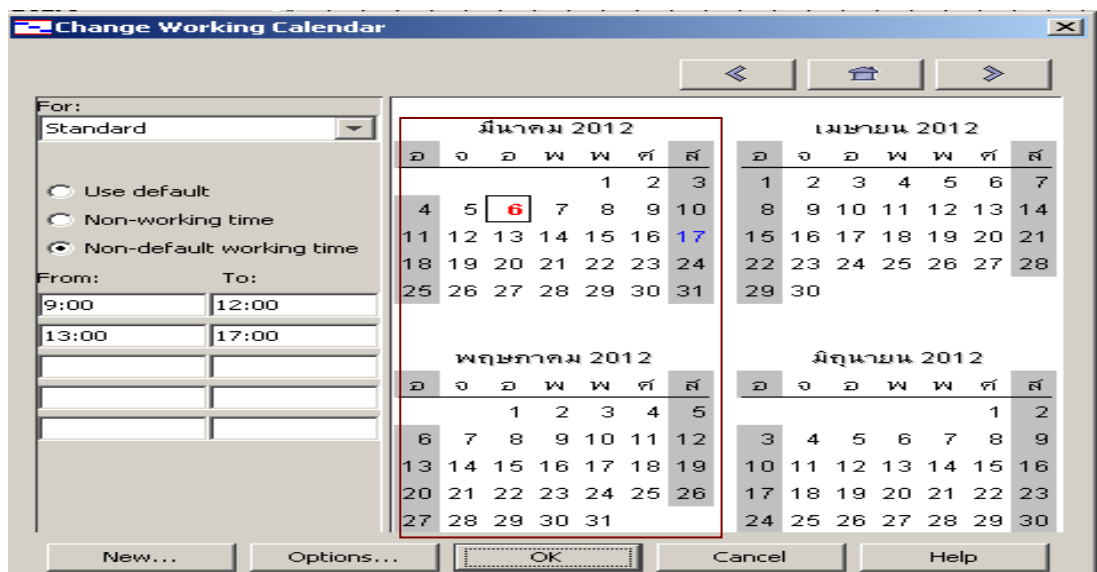 Change Working Calendar
For:
Standard
Use default
Non-working time
Non-default working time
From: To:
9:00 12:00
13:00 17:00
มีนาคม 2012
อ จ อ พ พ ศ ส
1 2 3
4 5 6 7 8 9 10
11 12 13 14 15 16 17
18 19 20 21 22 23 24
25 26 27 28 29 30 31
เมษายน 2012
อ จ อ พ พ ศ ส
1 2 3 4 5 6 7
8 9 10 11 12 13 14
15 16 17 18 19 20 21
22 23 24 25 26 27 28
29 30
พฤษภาคม 2012
อ จ อ พ พ ศ ส
1 2 3 4 5
6 7 8 9 10 11 12
13 14 15 16 17 18 19
20 21 22 23 24 25 26
27 28 29 30 31
มิถุนายน 2012
อ จ อ พ พ ศ ส
1 2
3 4 5 6 7 8 9
10 11 12 13 14 15 16
17 18 19 20 21 22 23
24 25 26 27 28 29 30
New... Options... OK Cancel Help